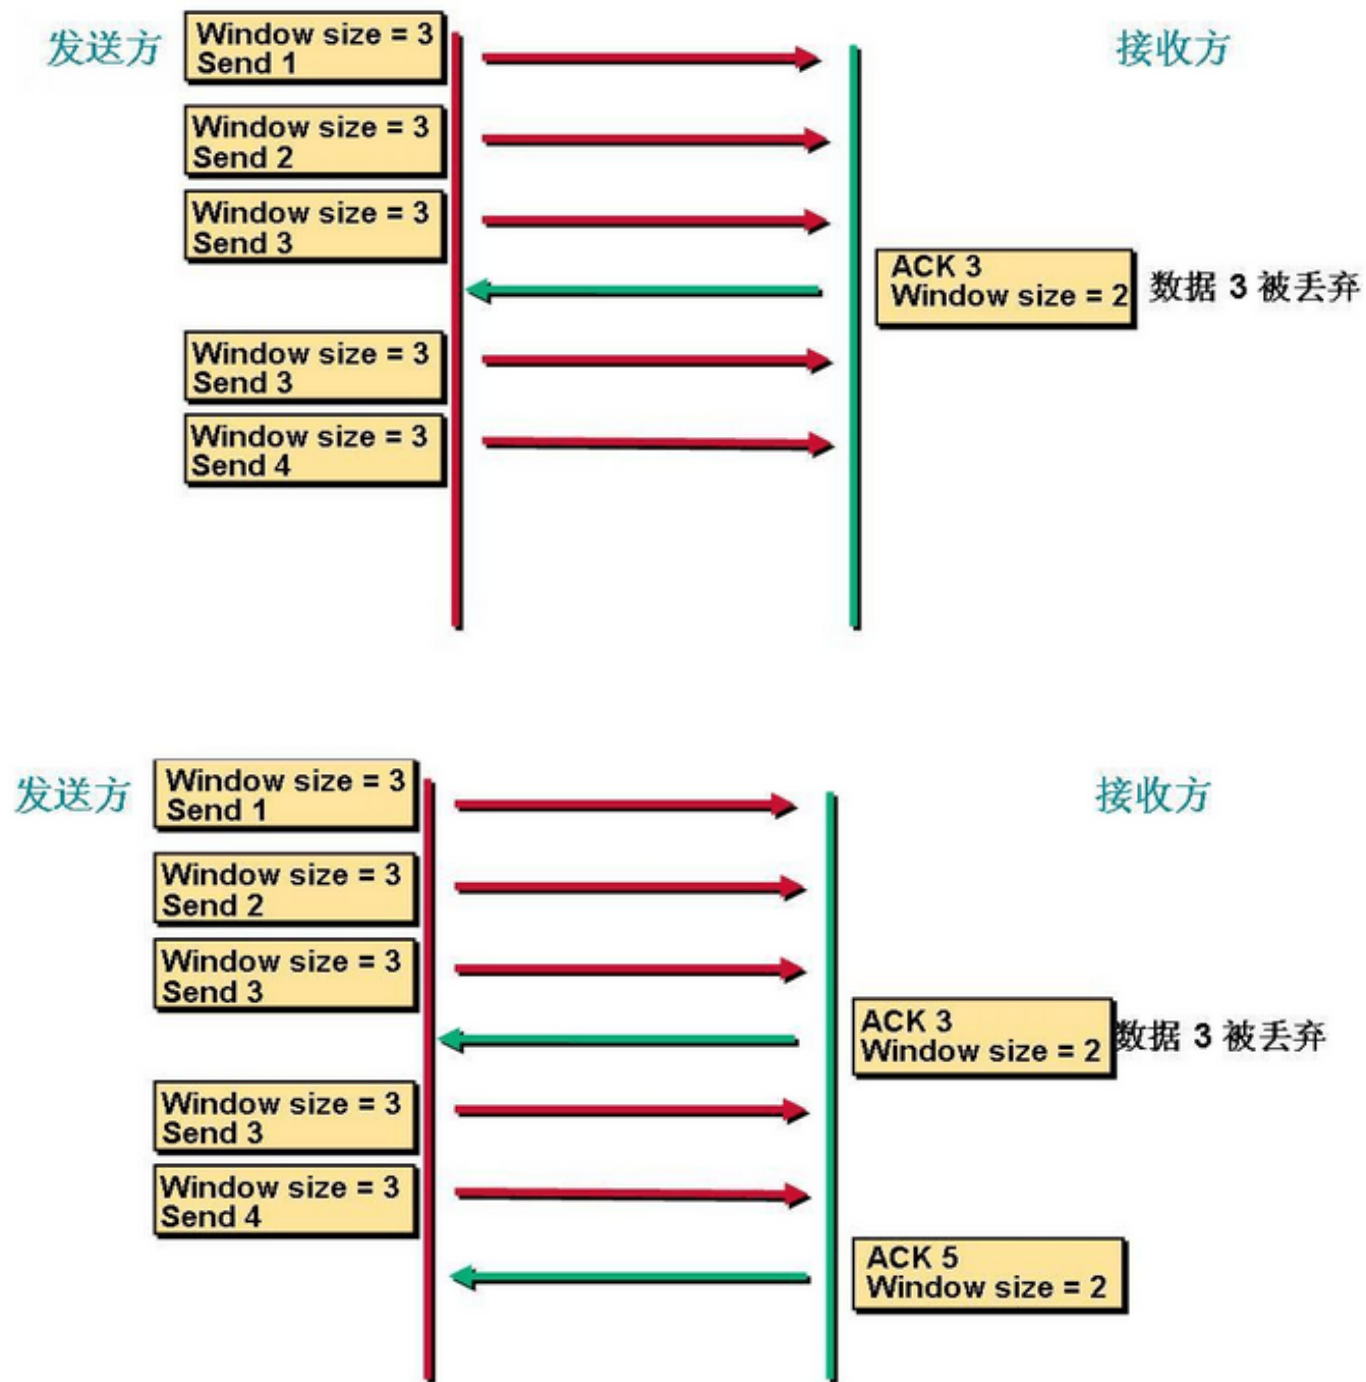 发送方
Window size = 3
Send 1
接收方
Window size = 3
Send 2
Window size = 3
Send 3
ACK 3
Window size = 2
数据 3 被丢弃
Window size = 3
Send 3
Window size = 3
Send 4
发送方
Window size = 3
Send 1
接收方
Window size = 3
Send 2
Window size = 3
Send 3
ACK 3
Window size = 2
数据 3 被丢弃
Window size = 3
Send 3
Window size = 3
Send 4
ACK 5
Window size = 2